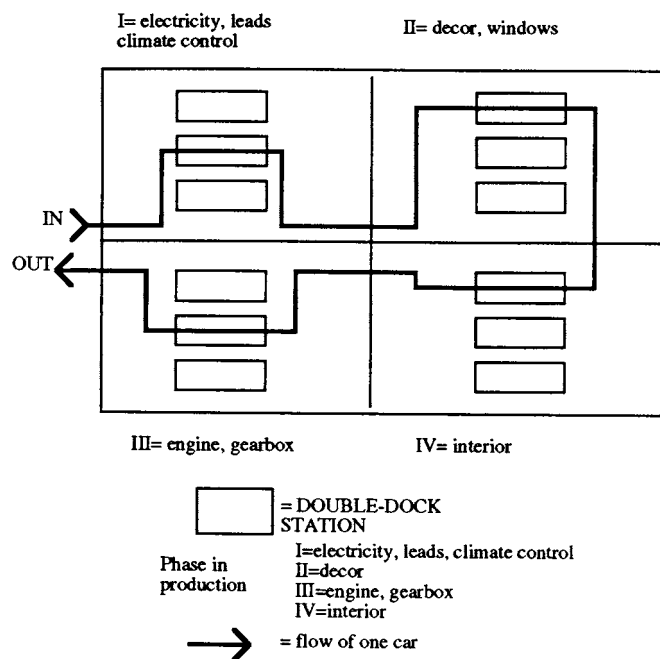 I= electricity, leads
climate control
II= decor, windows
IN
OUT
III= engine, gearbox
IV= interior
= DOUBLE-DOCK
STATION
Phase in
production
I=electricity, leads, climate control
II=decor
III=engine, gearbox
IV=interior
= flow of one car